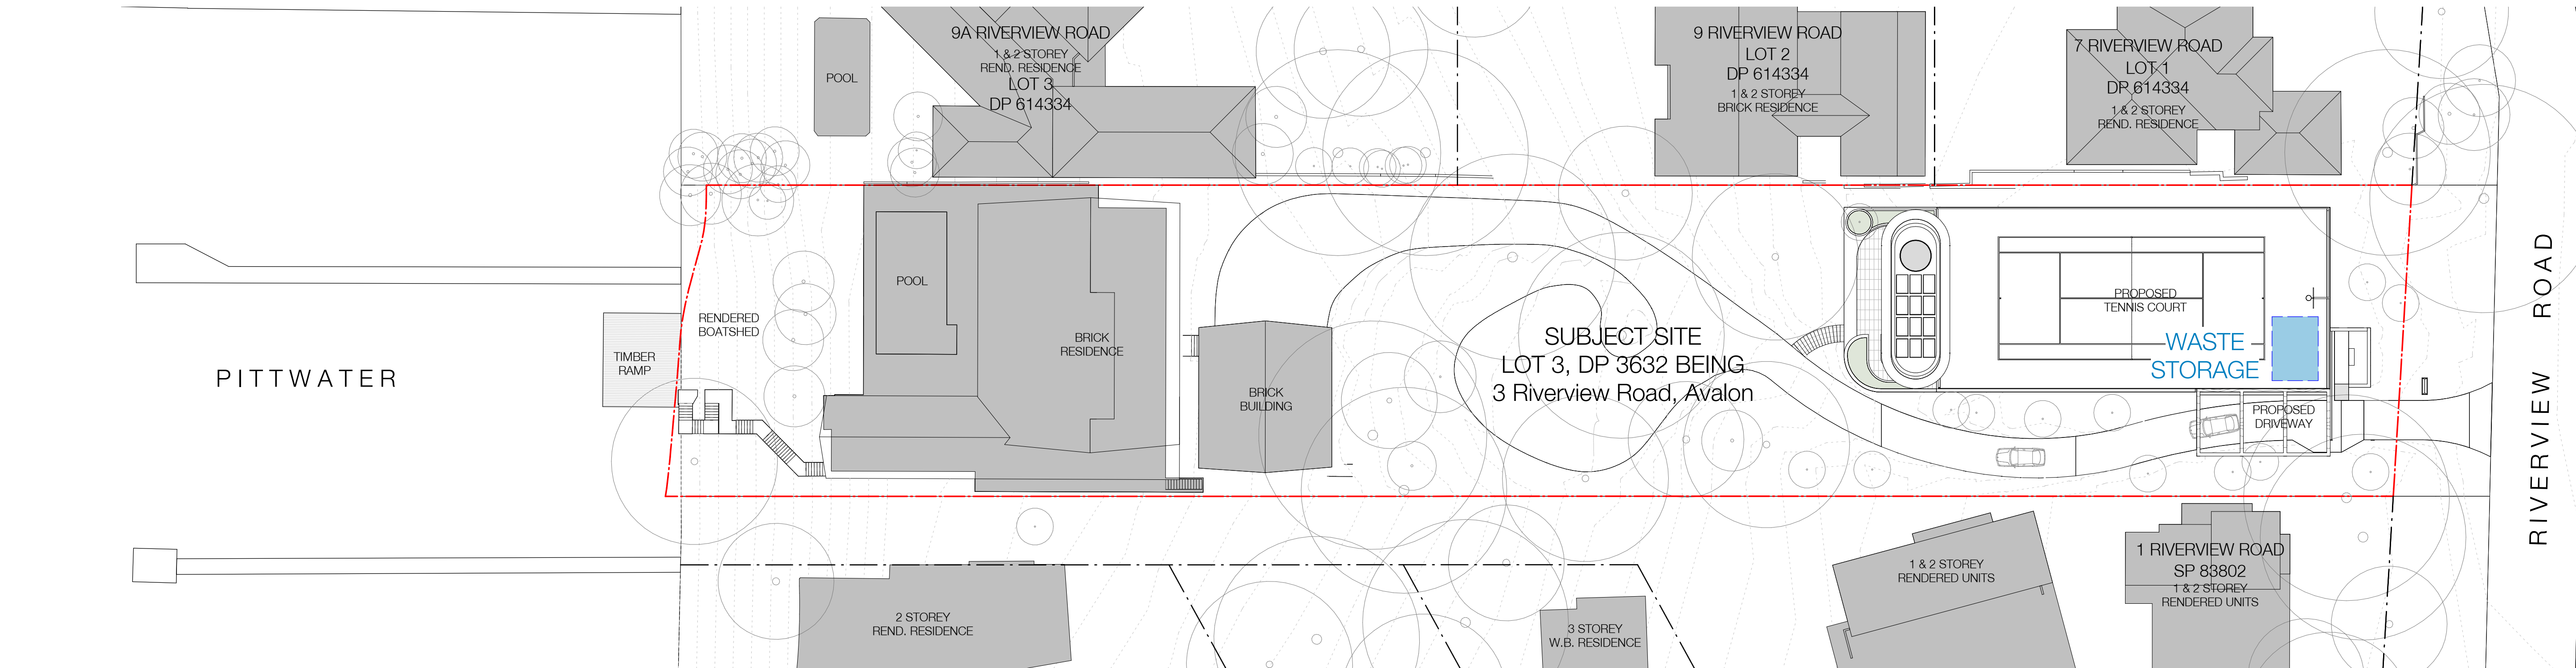 9A RIVERVIEW ROAD
1 & 2 STOREY
REND. RESIDENCE
LOT 3
DP 614334
POOL
9 RIVERVIEW ROAD
LOT 2
DP 614334
1 & 2 STOREY
BRICK RESIDENCE
7 RIVERVIEW ROAD
LOT 1
DP 614334
1 & 2 STOREY
REND. RESIDENCE
PITTWATER
TIMBER
RAMP
RENDERED
BOATSHED
POOL
BRICK
RESIDENCE
BRICK
BUILDING
SUBJECT SITE
LOT 3, DP 3632 BEING
3 Riverview Road, Avalon
PROPOSED
TENNIS COURT
WASTE
STORAGE
PROPOSED
DRIVEWAY
RIVERVIEW ROAD
RIVERVIEW ROAD
2 STOREY
REND. RESIDENCE
3 STOREY
W.B. RESIDENCE
1 & 2 STOREY
RENDERED UNITS
1 RIVERVIEW ROAD
SP 83802
1 & 2 STOREY
RENDERED UNITS